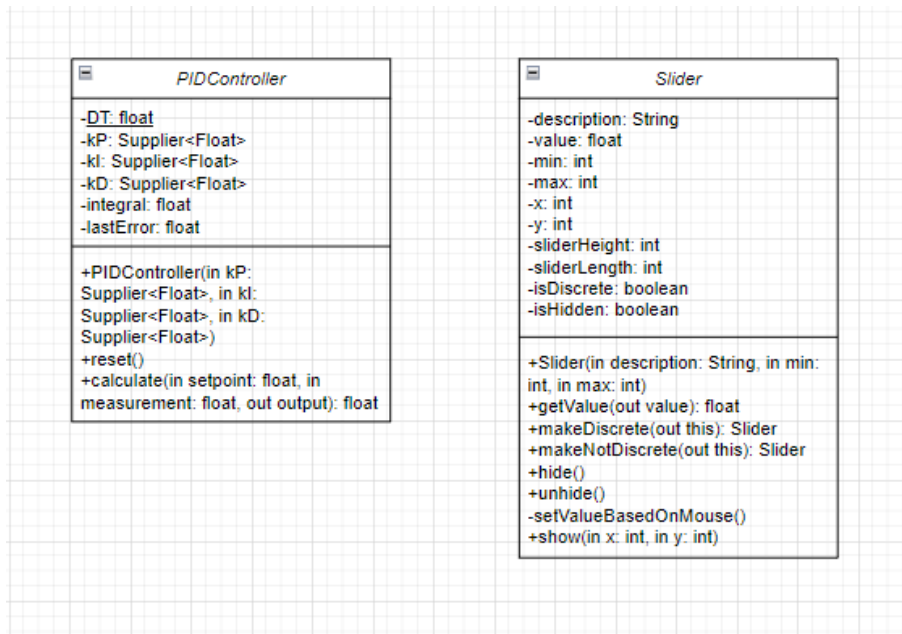 PIDController
-DT: float
-kP: Supplier<Float>
-kI: Supplier<Float>
-kD: Supplier<Float>
-integral: float
-lastError: float
+PIDController(in kP:
Supplier<Float>, in kI:
Supplier<Float>, in kD:
Supplier<Float>)
+reset()
+calculate(in setpoint: float, in
measurement: float, out output): float
Slider
-description: String
-value: float
-min: int
-max: int
-x: int
-y: int
-sliderHeight: int
-sliderLength: int
-isDiscrete: boolean
-isHidden: boolean
+Slider(in description: String, in min:
int, in max: int)
+getValue(out value): float
+makeDiscrete(out this): Slider
+makeNotDiscrete(out this): Slider
+hide()
+unhide()
-setValueBasedOnMouse()
+show(in x: int, in y: int)